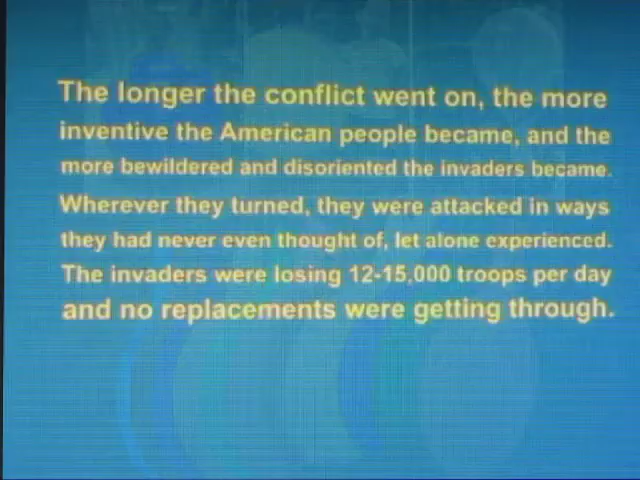 The longer the conflict went on, the more
inventive the American people became, and the
more bewildered and disoriented the invaders became.
Wherever they turned, they were attacked in ways
they had never even thought of, let alone experienced.
The invaders were losing 12-15,000 troops per day
and no replacements were getting through.